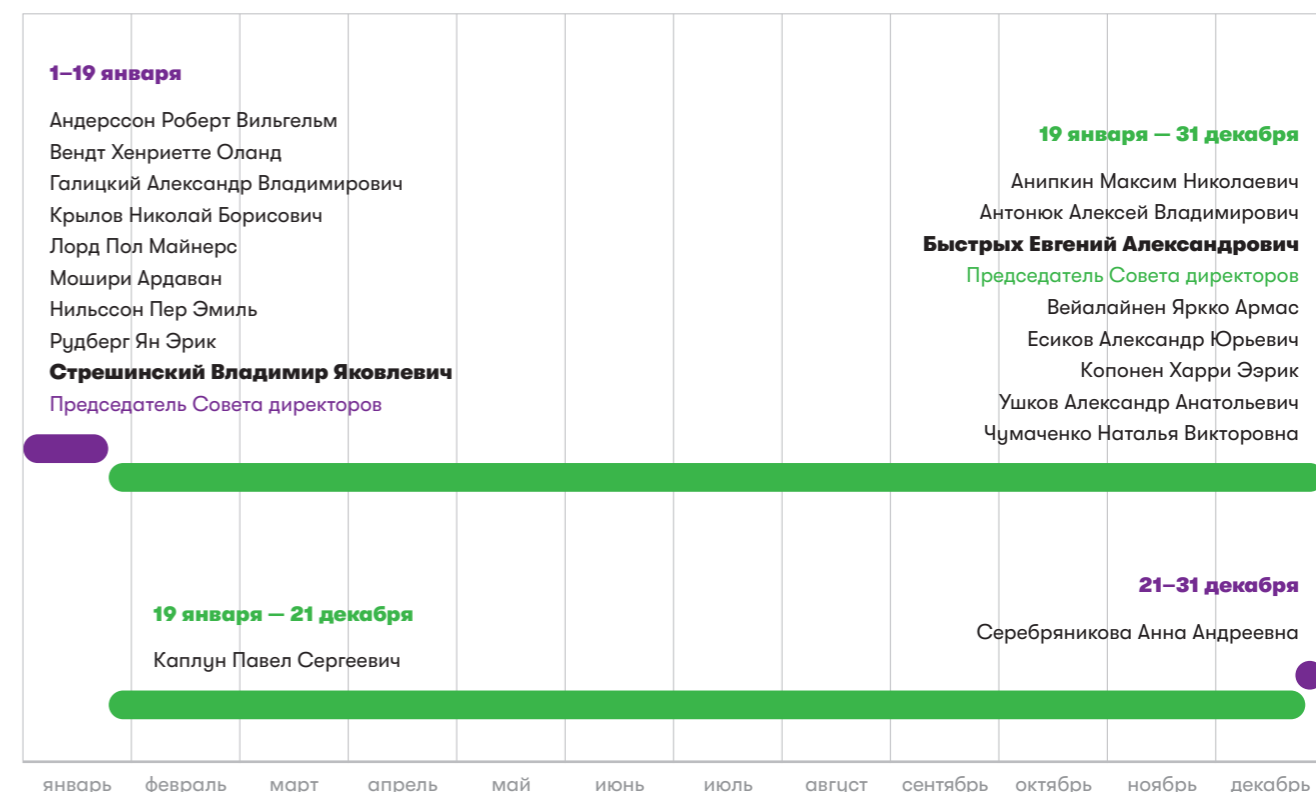 1–19 января
Андерссон Роберт Вильгельм
Вендт Хенриетте Оланд
Галицкий Александр Владимирович
Крылов Николай Борисович
Лорд Пол Майнерс
Мошири Ардаван
Нильссон Пер Эмиль
Рудберг Ян Эрик
Стрешинский Владимир Яковлевич
Председатель Совета директоров
19 января — 31 декабря
Анипкин Максим Николаевич
Антонюк Алексей Владимирович
Быстрых Евгений Александрович
Председатель Совета директоров
Вейалайнен Яркко Армас
Есиков Александр Юрьевич
Копонен Харри Ээрик
Ушков Александр Анатольевич
Чумаченко Наталья Викторовна
19 января — 21 декабря
Каплун Павел Сергеевич
21–31 декабря
Серебряникова Анна Андреевна
январь февраль март апрель май июнь июль август сентябрь октябрь ноябрь декабрь